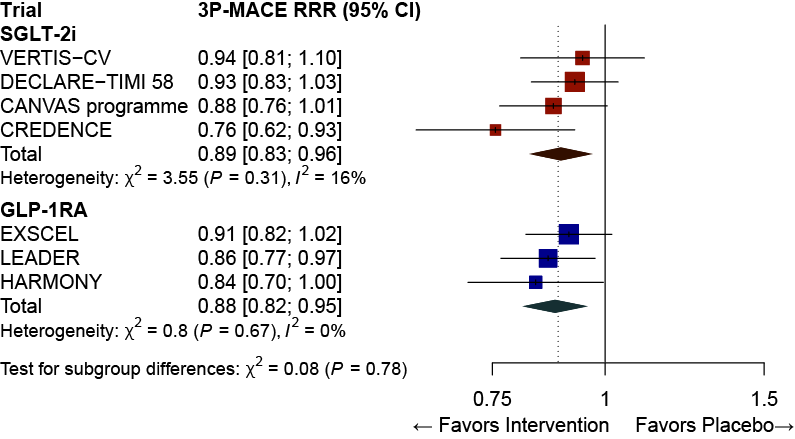 Trial 3P-MACE RRR (95% CI)
SGLT-2i
VERTIS−CV 0.94 [0.81; 1.10]
DECLARE−TIMI 58 0.93 [0.83; 1.03]
CANVAS programme 0.88 [0.76; 1.01]
CREDENCE 0.76 [0.62; 0.93]
Total 0.89 [0.83; 0.96]
Heterogeneity: χ² = 3.55 (P = 0.31), I² = 16%
GLP-1RA
EXSCEL 0.91 [0.82; 1.02]
LEADER 0.86 [0.77; 0.97]
HARMONY 0.84 [0.70; 1.00]
Total 0.88 [0.82; 0.95]
Heterogeneity: χ² = 0.8 (P = 0.67), I² = 0%
Test for subgroup differences: χ² = 0.08 (P = 0.78)
0.75 1 1.5
← Favors Intervention Favors Placebo→